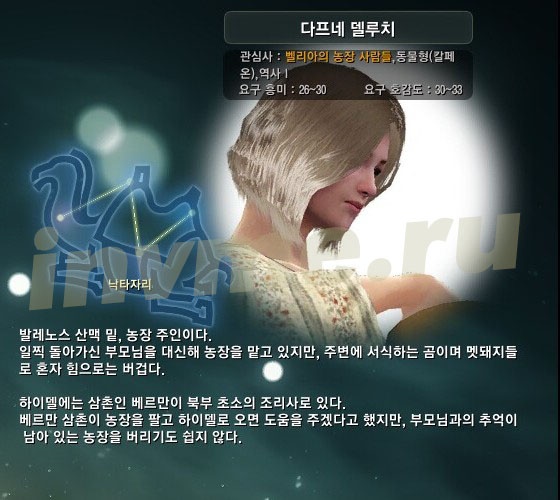 다프네 델루치
관심사 : 벨리아의 농장 사람들,동물형(칼페
온),역사 I
요구 흥미 : 26~30 요구 호감도 : 30~33
낙타자리
invme.ru
발레노스 산맥 밑, 농장 주인이다.
일찍 돌아가신 부모님을 대신해 농장을 맡고 있지만, 주변에 서식하는 곰이며 멧돼지들
로 혼자 힘으로는 버겁다.
하이델에는 삼촌인 베르만이 북부 초소의 조리사로 있다.
베르만 삼촌이 농장을 팔고 하이델로 오면 도움을 주겠다고 했지만, 부모님과의 추억이
남아 있는 농장을 버리기도 쉽지 않다.